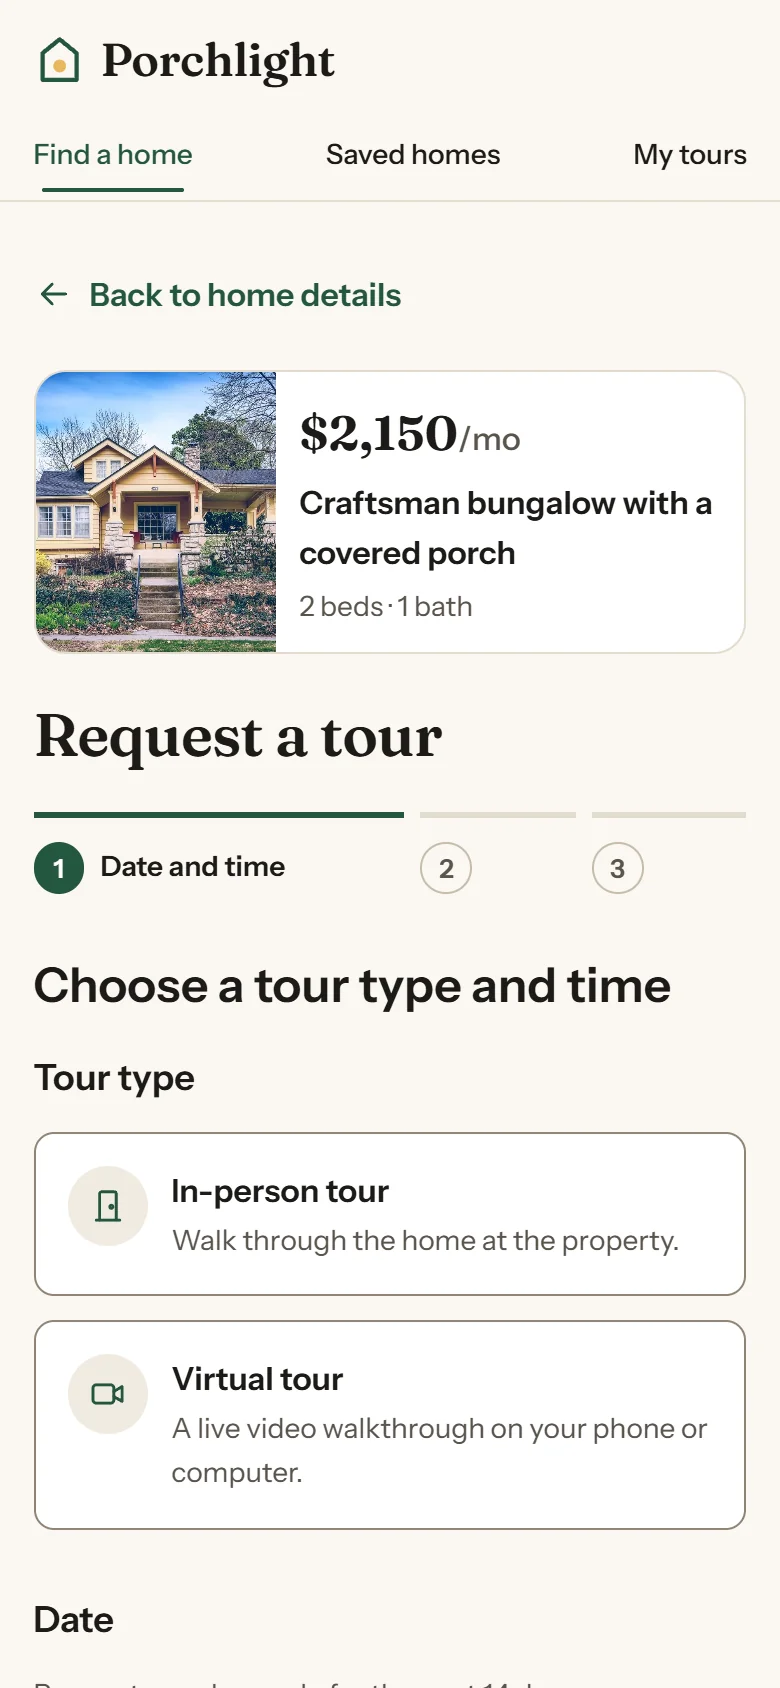 Porchlight
Find a home
Saved homes
My tours
Back to home details
$2,150/mo
Craftsman bungalow with a
covered porch
2 beds · 1 bath
Request a tour
1 Date and time
2
3
Choose a tour type and time
Tour type
In-person tour
Walk through the home at the property.
Virtual tour
A live video walkthrough on your phone or
computer.
Date